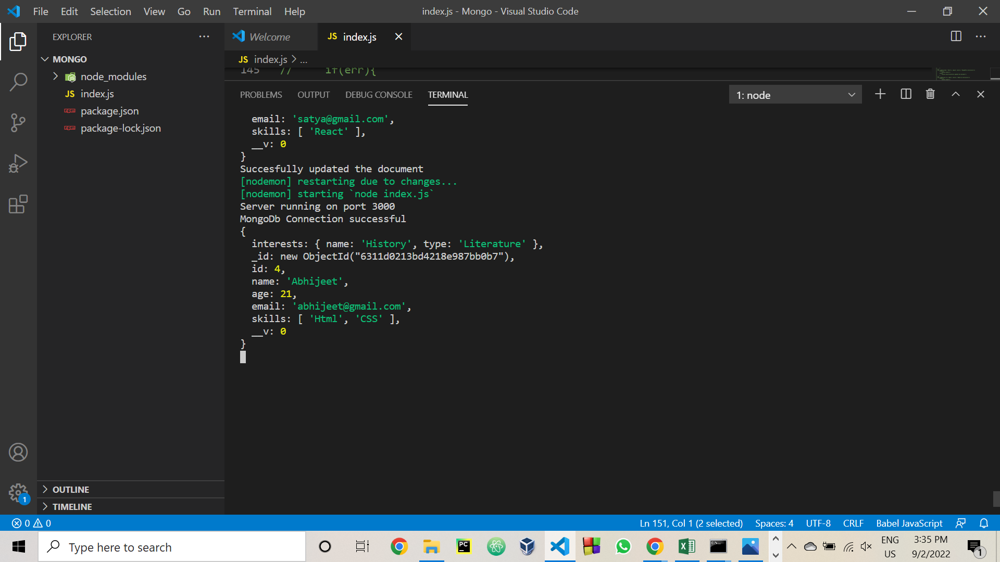 File Edit Selection View Go Run Terminal Help index.js - Mongo - Visual Studio Code
EXPLORER
Welcome
JS index.js
MONGO
node_modules
JS index.js
package.json
package-lock.json
JS index.js > ...
145 // if(err){
PROBLEMS OUTPUT DEBUG CONSOLE TERMINAL 1: node
email: 'satya@gmail.com',
skills: [ 'React' ],
__v: 0
}
Succesfully updated the document
[nodemon] restarting due to changes...
[nodemon] starting `node index.js`
Server running on port 3000
MongoDb Connection successful
{
interests: { name: 'History', type: 'Literature' },
_id: new ObjectId("6311d0213bd4218e987bb0b7"),
id: 4,
name: 'Abhijeet',
age: 21,
email: 'abhijeet@gmail.com',
skills: [ 'Html', 'CSS' ],
__v: 0
}
1
OUTLINE
TIMELINE
0 0 Ln 151, Col 1 (2 selected) Spaces: 4 UTF-8 CRLF Babel JavaScript
Type here to search
PC
ENG
US
3:35 PM
9/2/2022
1